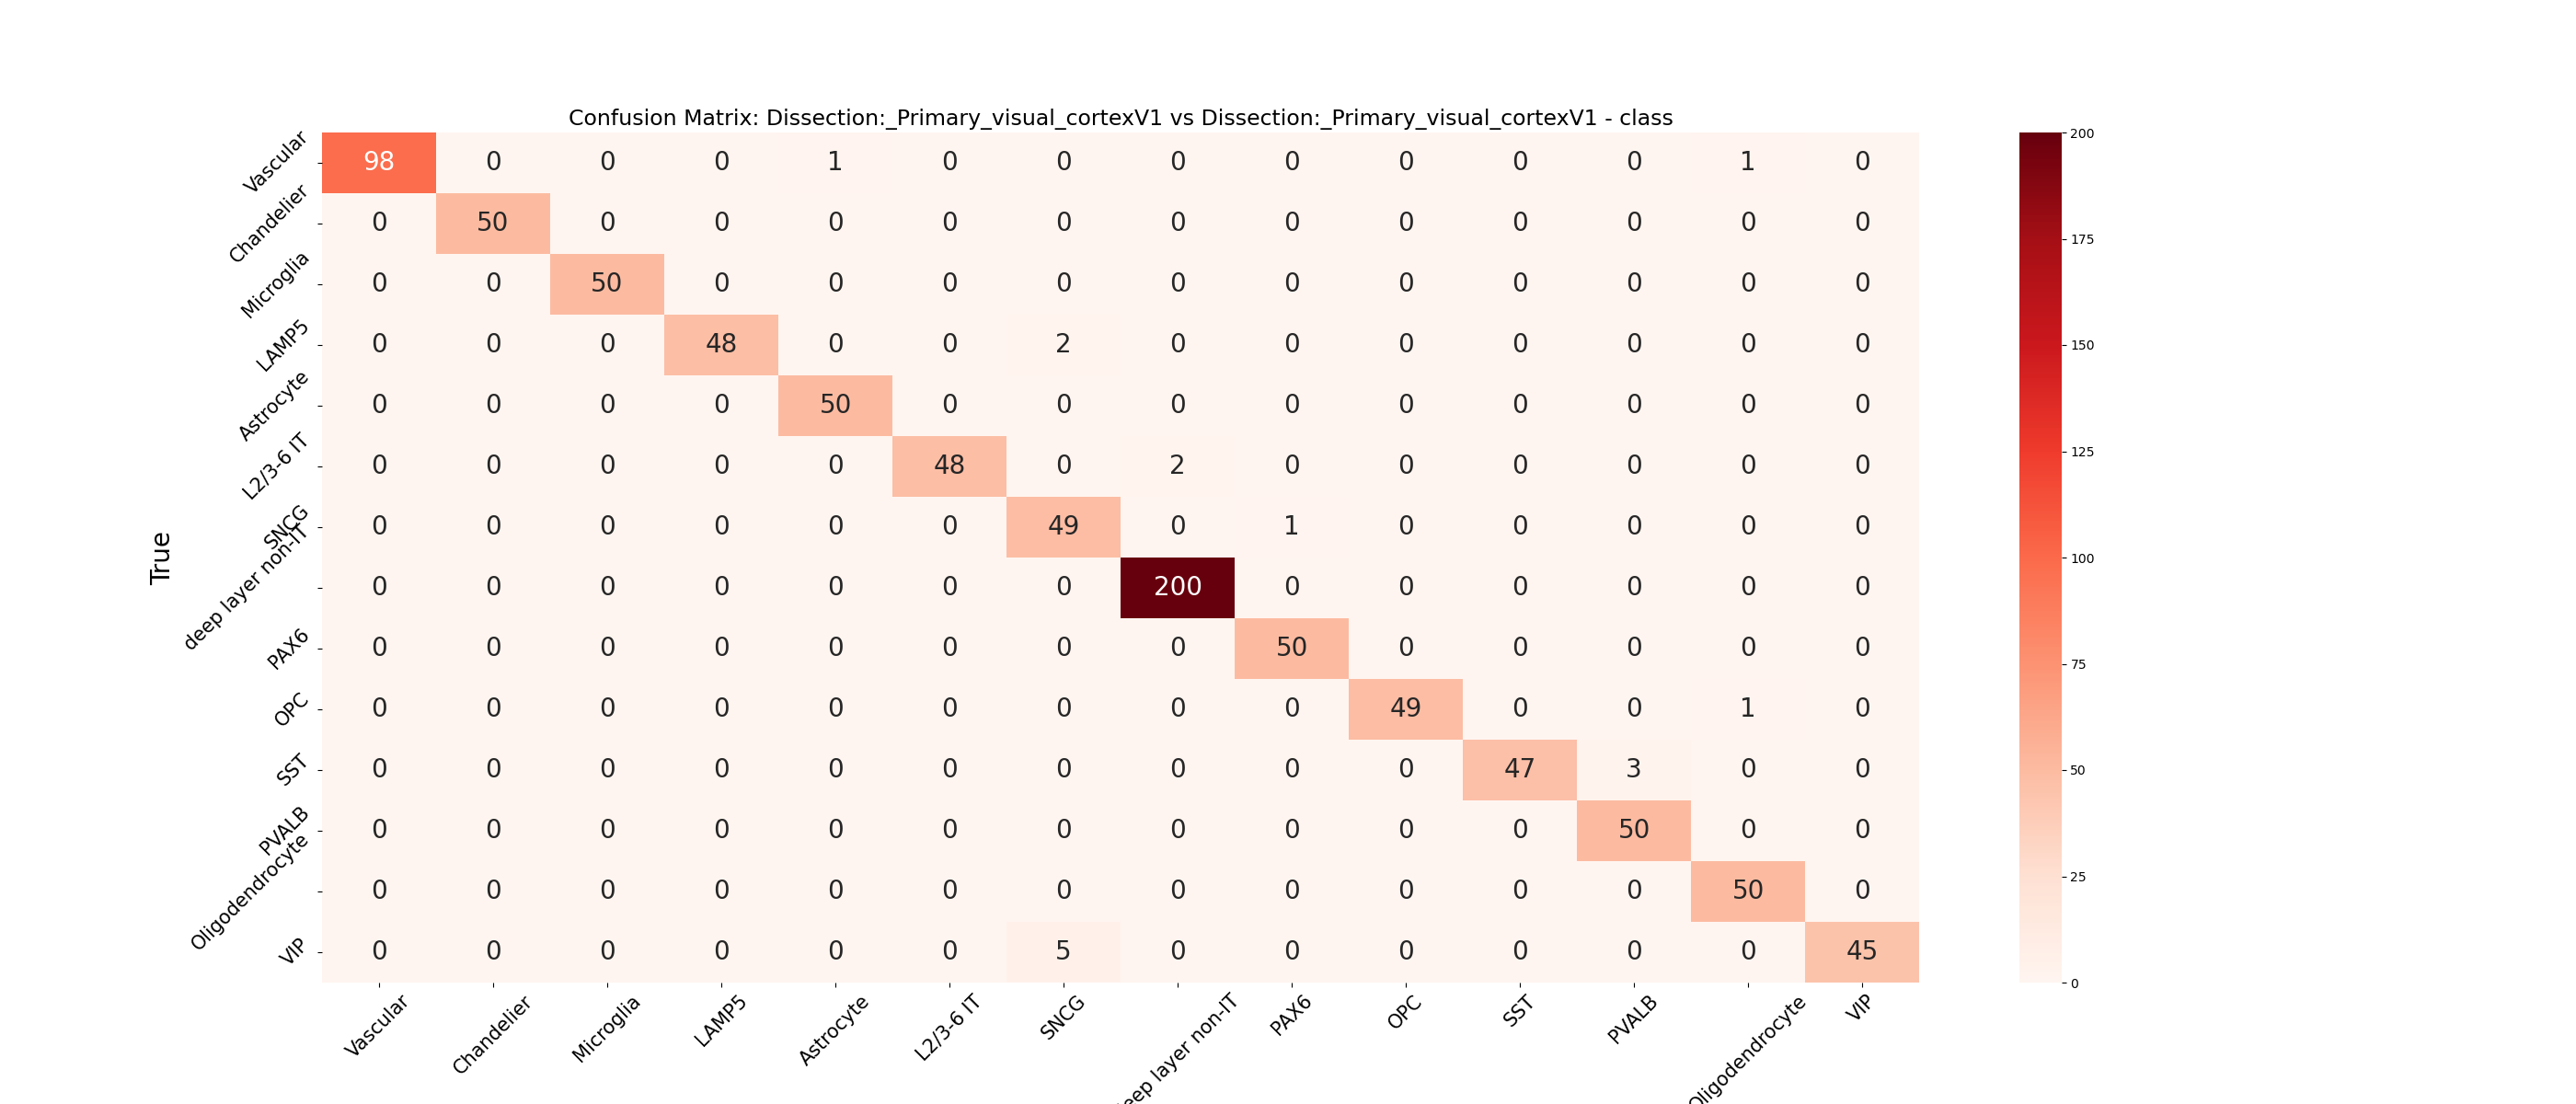 Confusion Matrix: Dissection:_Primary_visual_cortexV1 vs Dissection:_Primary_visual_cortexV1 - class
True
Vascular 98 0 0 0 1 0 0 0 0 0 0 0 1 0
Chandelier 0 50 0 0 0 0 0 0 0 0 0 0 0 0
Microglia 0 0 50 0 0 0 0 0 0 0 0 0 0 0
LAMP5 0 0 0 48 0 0 2 0 0 0 0 0 0 0
Astrocyte 0 0 0 0 50 0 0 0 0 0 0 0 0 0
L2/3-6 IT 0 0 0 0 0 48 0 2 0 0 0 0 0 0
SNCG 0 0 0 0 0 0 49 0 1 0 0 0 0 0
deep layer non-IT 0 0 0 0 0 0 0 200 0 0 0 0 0 0
PAX6 0 0 0 0 0 0 0 0 50 0 0 0 0 0
OPC 0 0 0 0 0 0 0 0 0 49 0 0 1 0
SST 0 0 0 0 0 0 0 0 0 0 47 3 0 0
PVALB 0 0 0 0 0 0 0 0 0 0 0 50 0 0
Oligodendrocyte 0 0 0 0 0 0 0 0 0 0 0 0 50 0
VIP 0 0 0 0 0 0 5 0 0 0 0 0 0 45
Vascular Chandelier Microglia LAMP5 Astrocyte L2/3-6 IT SNCG deep layer non-IT PAX6 OPC SST PVALB Oligodendrocyte VIP
200
175
150
125
100
75
50
25
0